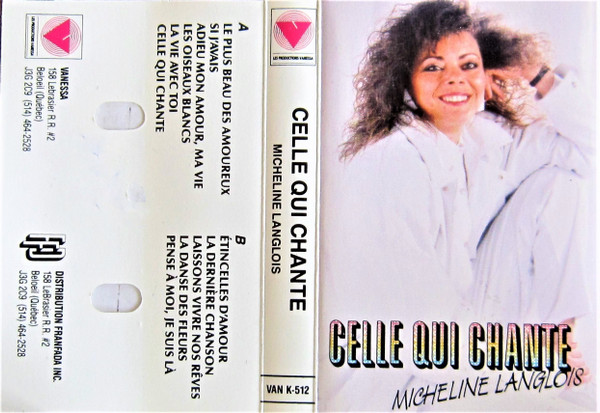 LES PRODUCTIONS VANESSA
VANESSA
158 Lebrasier R.R. #2
Beloeil (Québec)
J3G 2C9 (514) 464-2528
A
LE PLUS BEAU DES AMOUREUX
SI J'AVAIS
ADIEU MON AMOUR, MA VIE
LES OISEAUX BLANCS
LA VIE AVEC TOI
CELLE QUI CHANTE
DISTRIBUTION FRANFADA INC.
158 LeBrasier R.R. #2
Beloeil (Québec)
J3G 2C9 (514) 464-2528
B
ÉTINCELLES D'AMOUR
LA DERNIÈRE CHANSON
LAISSONS VIVRE NOS RÊVES
LA DANSE DES FLEURS
PENSE À MOI, JE SUIS LÀ
LES PRODUCTIONS VANESSA
CELLE QUI CHANTE
MICHELINE LANGLOIS
VAN K-512
CELLE QUI CHANTE
MICHELINE LANGLOIS